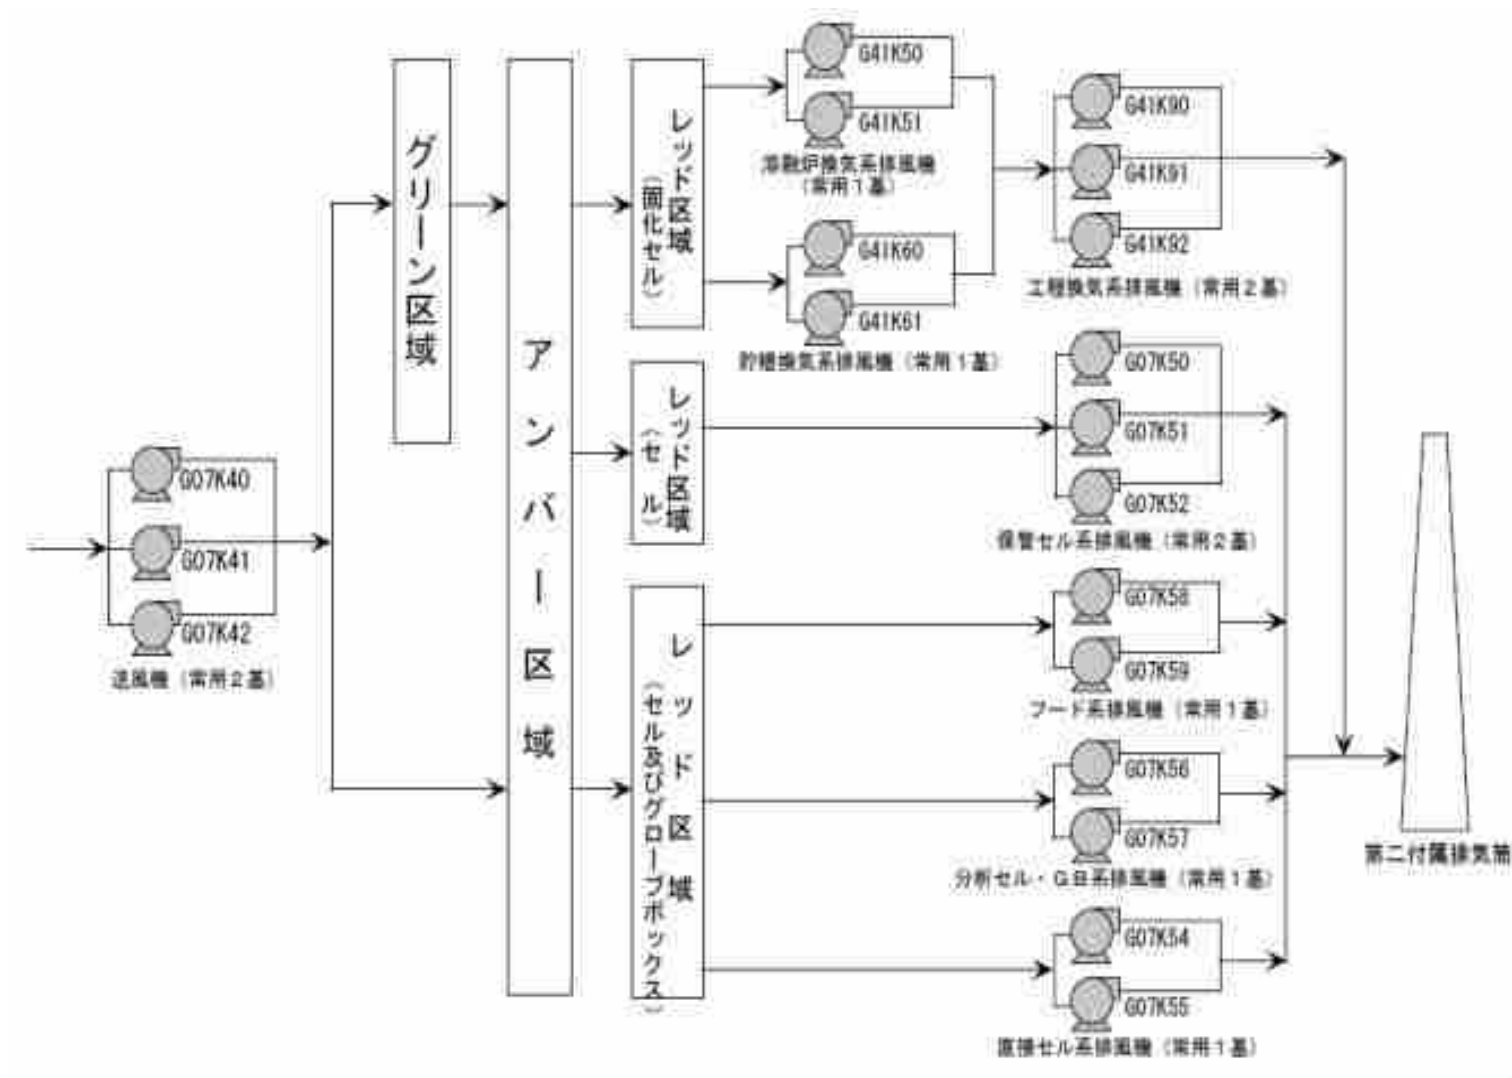 G07K40
G07K41
G07K42
送風機（常用２基）
グリーン区域
アンバー区域
レッド区域
（固化セル）
レッド区域
（セル）
レッド区域
（セル及びグローブボックス）
G41K50
G41K51
溶融炉換気系排風機
（常用１基）
G41K60
G41K61
貯槽換気系排風機（常用１基）
G41K90
G41K91
G41K92
工程換気系排風機（常用２基）
G07K50
G07K51
G07K52
保管セル系排風機（常用２基）
G07K58
G07K59
フード系排風機（常用１基）
G07K56
G07K57
分析セル・ＧＢ系排風機（常用１基）
G07K54
G07K55
直接セル系排風機（常用１基）
第二付属排気筒